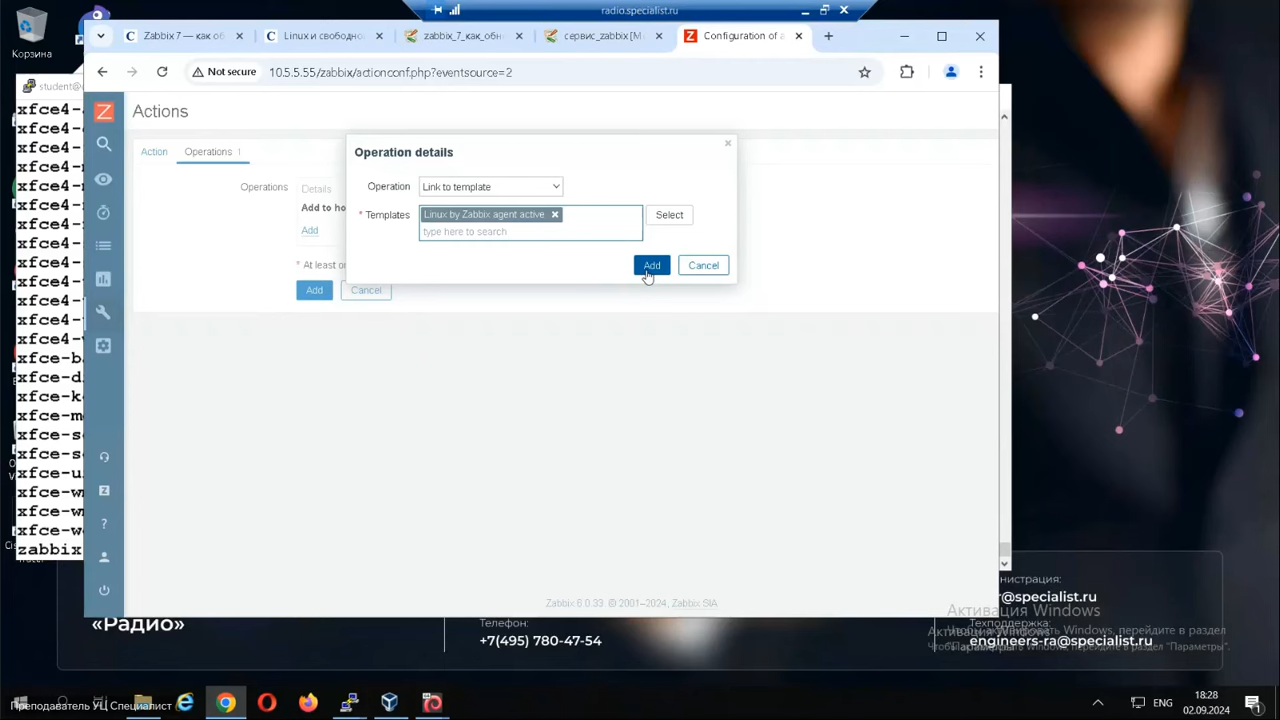 radio.specialist.ru
Корзина
Zabbix 7 — как об
Linux и свободно
zabbix_7_как_обн
сервис_zabbix [М
Configuration of a
Not secure
10.5.5.55/zabbix/actionconf.php?eventsource=2
student@
xfce4-
xfce4-
xfce4-
xfce4-
xfce4-
xfce4-
xfce4-
xfce4-
xfce4-
xfce4-
xfce4-
xfce4-
xfce4-
xfce-b
xfce-d
xfce-k
xfce-m
xfce-s
xfce-s
xfce-u
xfce-w
xfce-w
xfce-w
zabbix
Z
Actions
Action
Operations 1
Operations
Details
Add to ho
Add
* At least o
Add
Cancel
Operation details
Operation
Link to template
* Templates
Linux by Zabbix agent active
type here to search
Select
Add
Cancel
Zabbix 6.0.33 © 2001–2024, Zabbix SIA
«Радио»
Телефон:
+7(495) 780-47-54
нистрация:
r@specialist.ru
Активация Windows
Чтобы активировать Windows, перейдите в раздел
"Параметры".
Техподдержка:
engineers-ra@specialist.ru
Преподаватель УЦ Специалист
ENG
18:28
02.09.2024
1